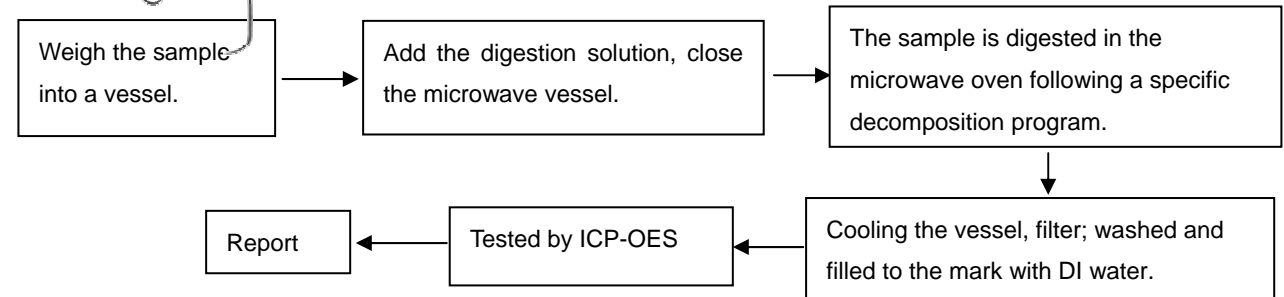 Weigh the sample
into a vessel.
Add the digestion solution, close
the microwave vessel.
The sample is digested in the
microwave oven following a specific
decomposition program.
Cooling the vessel, filter; washed and
filled to the mark with DI water.
Tested by ICP-OES
Report